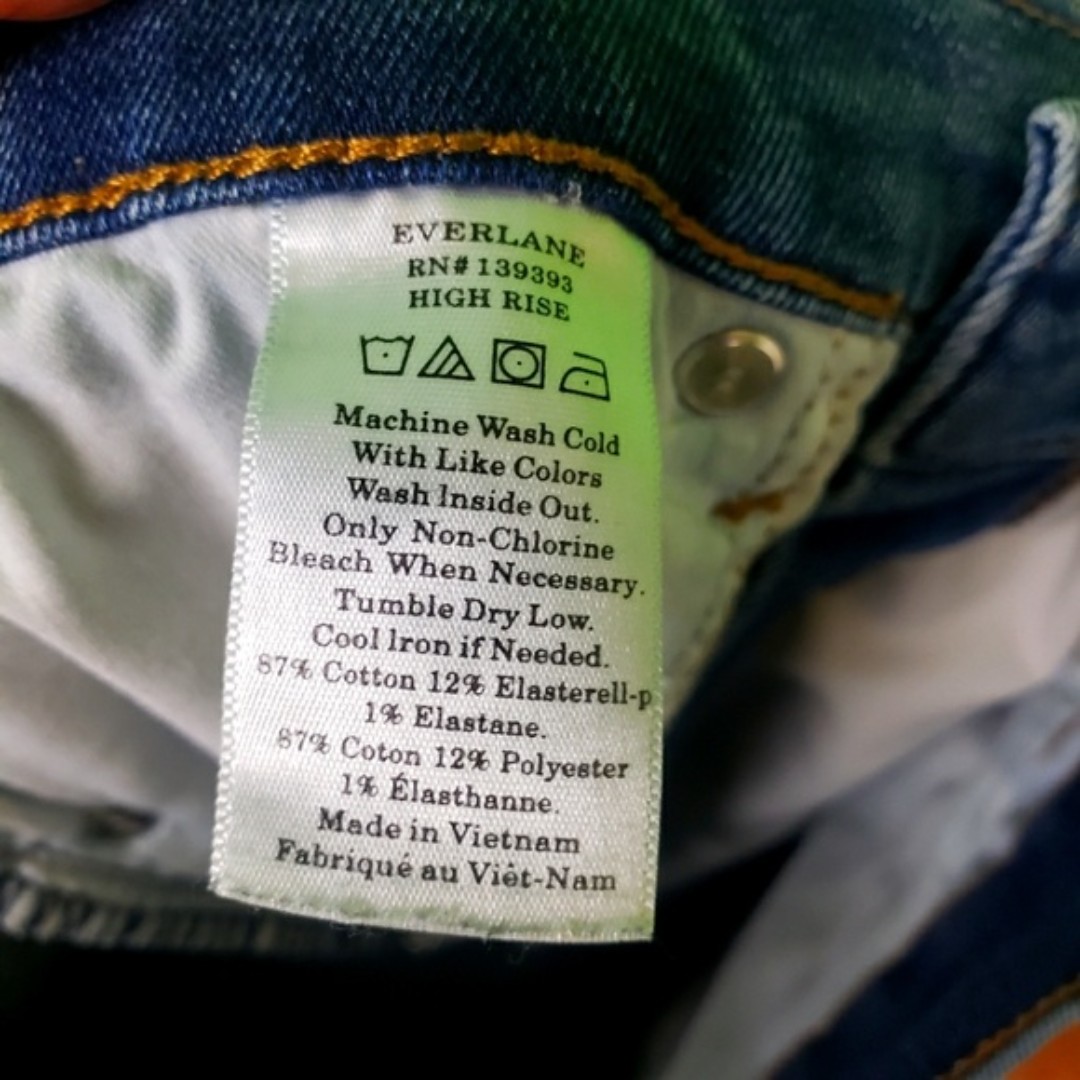 EVERLANE
RN# 139393
HIGH RISE
Machine Wash Cold
With Like Colors
Wash Inside Out.
Only Non-Chlorine
Bleach When Necessary.
Tumble Dry Low.
Cool Iron if Needed.
87% Cotton 12% Elasterell-p
1% Elastane.
87% Coton 12% Polyester
1% Élasthanne.
Made in Vietnam
Fabriqué au Viêt-Nam